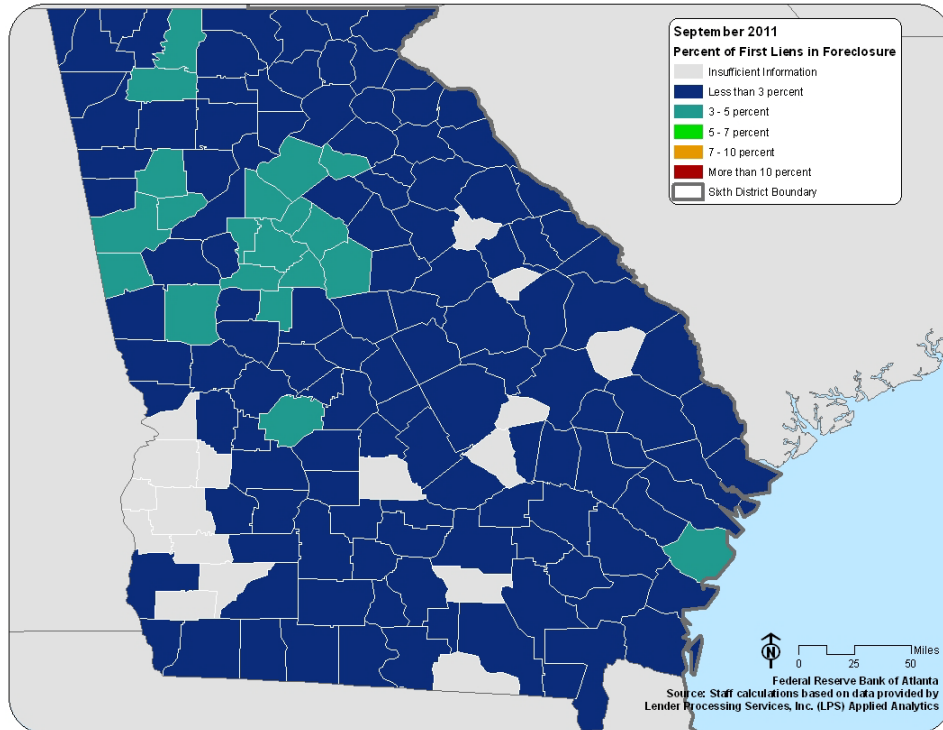 September 2011
Percent of First Liens in Foreclosure
Insufficient Information
Less than 3 percent
3 - 5 percent
5 - 7 percent
7 - 10 percent
More than 10 percent
Sixth District Boundary
N
Miles
0 25 50
Federal Reserve Bank of Atlanta
Source: Staff calculations based on data provided by
Lender Processing Services, Inc. (LPS) Applied Analytics